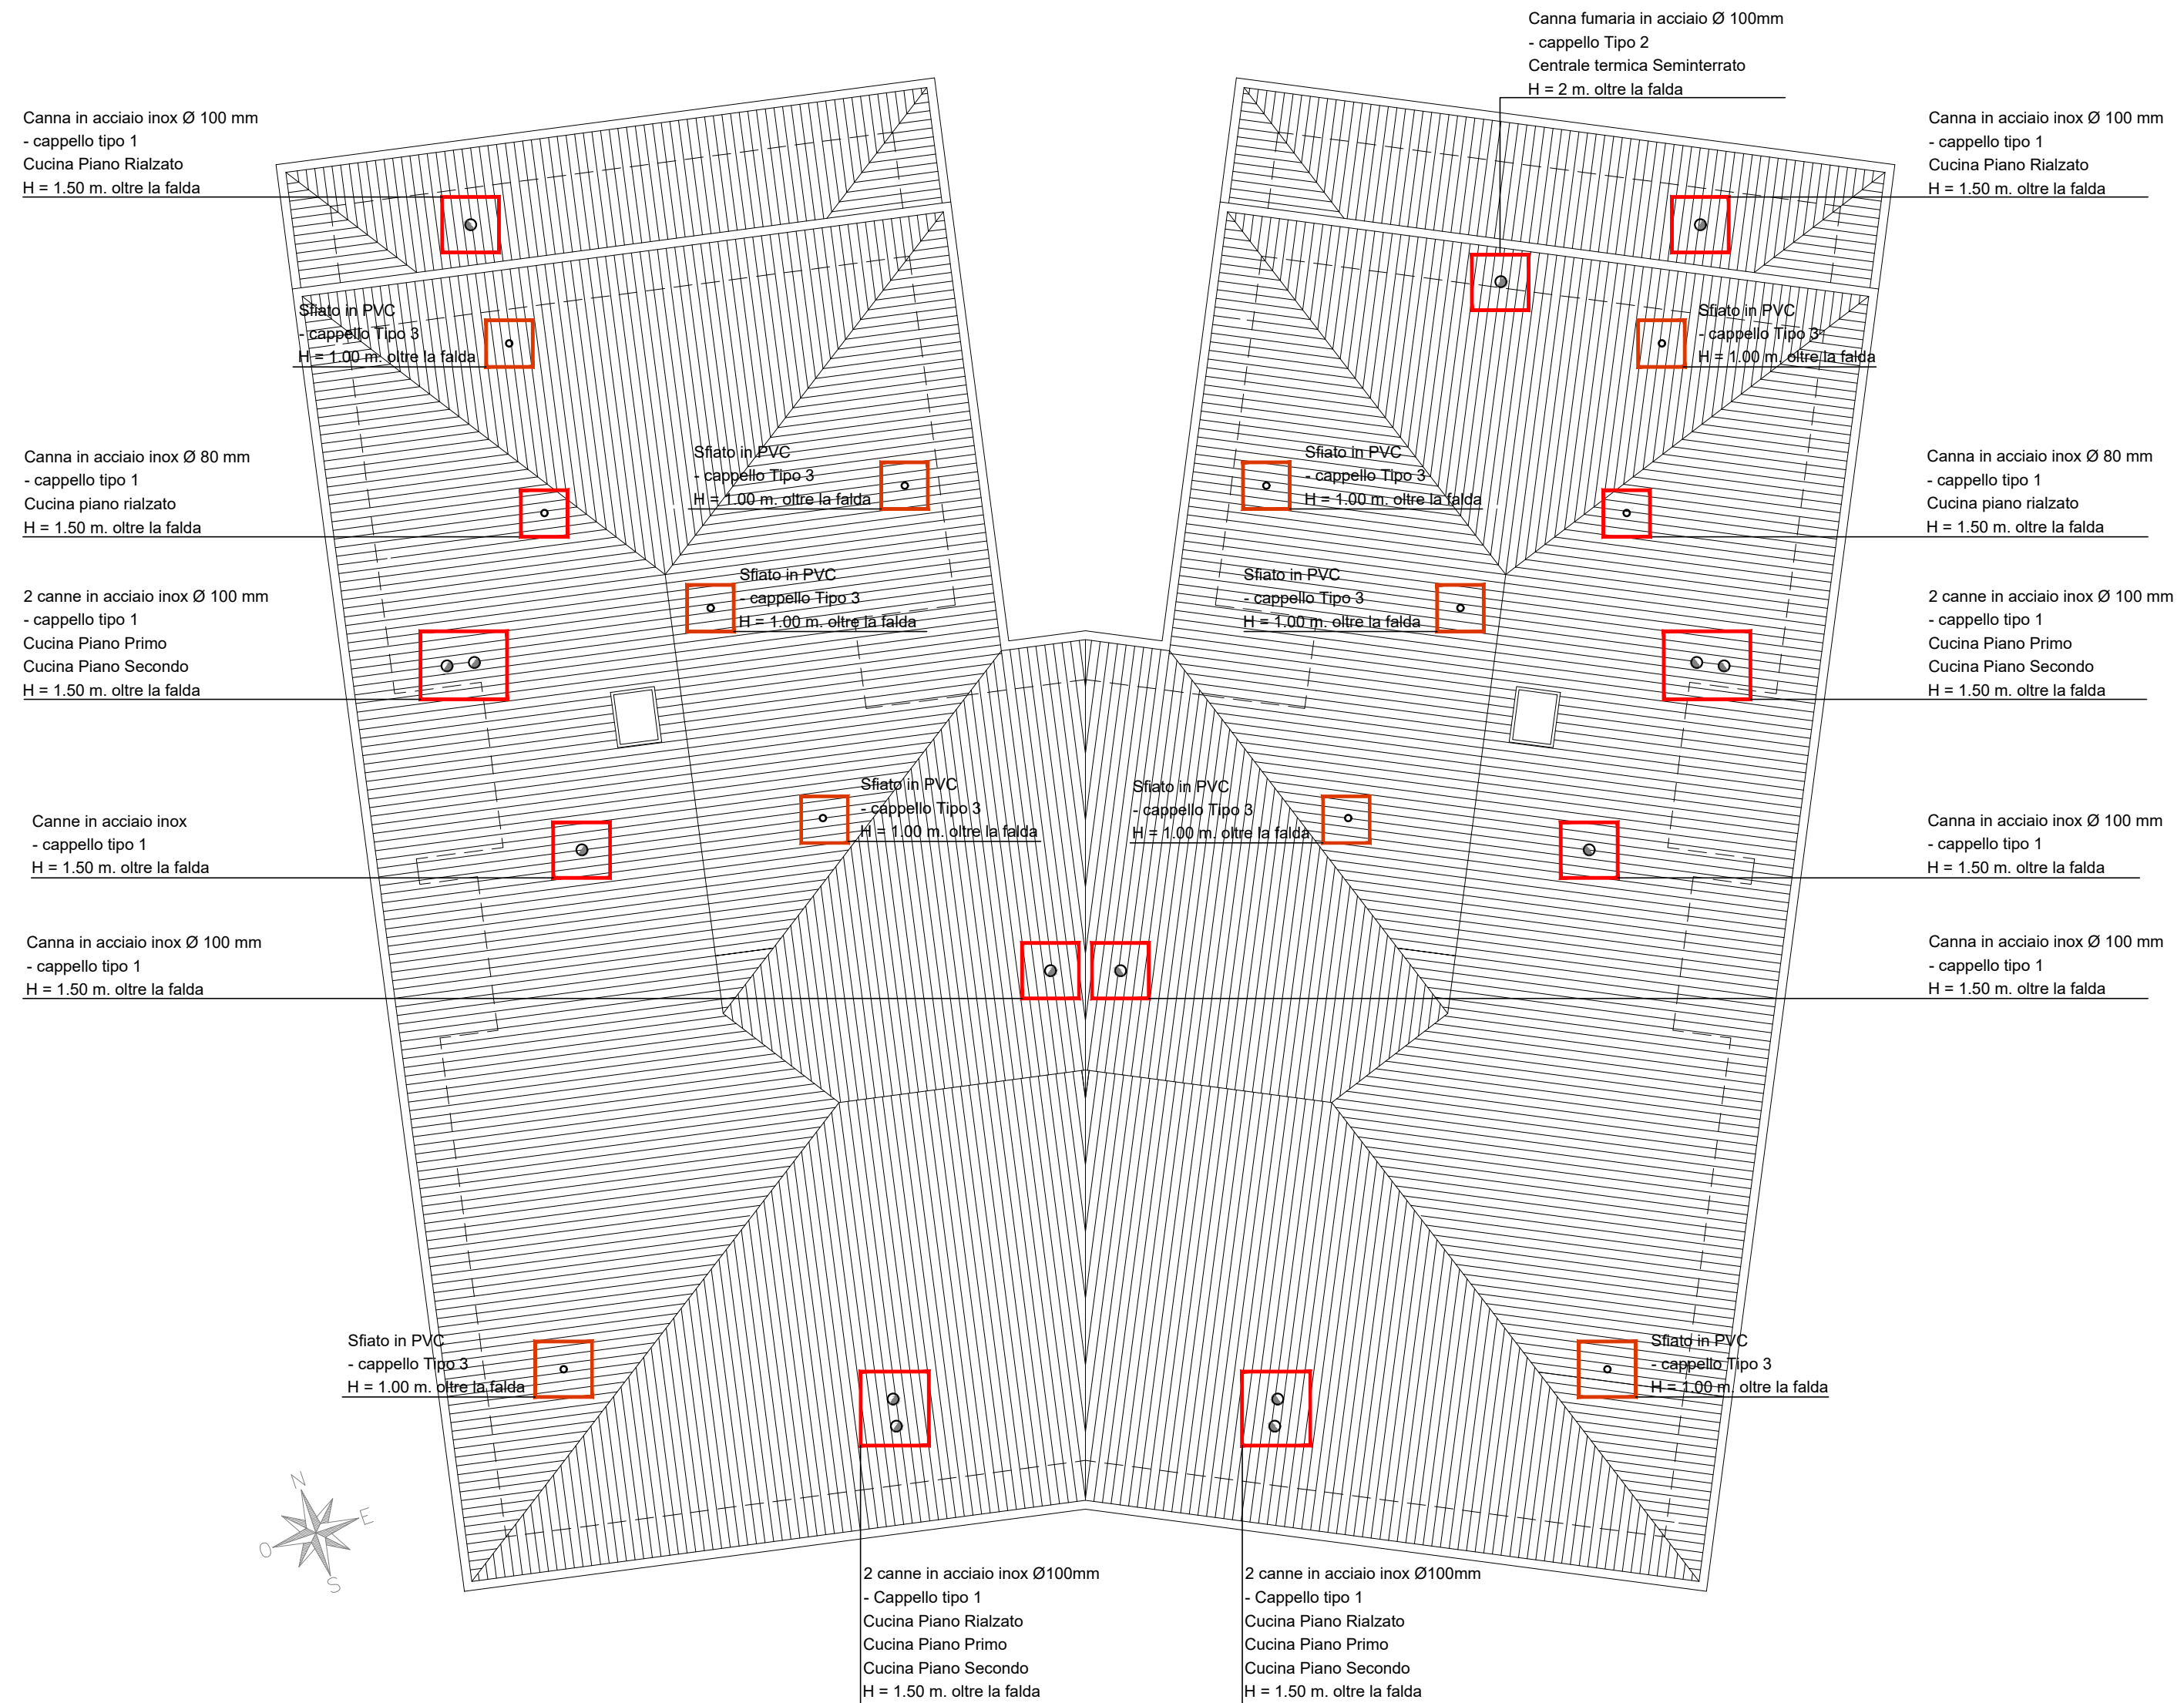 Canna fumaria in acciaio Ø 100mm
- cappello Tipo 2
Centrale termica Seminterrato
H = 2 m. oltre la falda
Canna in acciaio inox Ø 100 mm
- cappello tipo 1
Cucina Piano Rialzato
H = 1.50 m. oltre la falda
Canna in acciaio inox Ø 100 mm
- cappello tipo 1
Cucina Piano Rialzato
H = 1.50 m. oltre la falda
Sfiato in PVC
- cappello Tipo 3
H = 1.00 m. oltre la falda
Sfiato in PVC
- cappello Tipo 3
H = 1.00 m. oltre la falda
Canna in acciaio inox Ø 80 mm
- cappello tipo 1
Cucina piano rialzato
H = 1.50 m. oltre la falda
Sfiato in PVC
- cappello Tipo 3
H = 1.00 m. oltre la falda
Sfiato in PVC
- cappello Tipo 3
H = 1.00 m. oltre la falda
Canna in acciaio inox Ø 80 mm
- cappello tipo 1
Cucina piano rialzato
H = 1.50 m. oltre la falda
2 canne in acciaio inox Ø 100 mm
- cappello tipo 1
Cucina Piano Primo
Cucina Piano Secondo
H = 1.50 m. oltre la falda
Sfiato in PVC
- cappello Tipo 3
H = 1.00 m. oltre la falda
Sfiato in PVC
- cappello Tipo 3
H = 1.00 m. oltre la falda
2 canne in acciaio inox Ø 100 mm
- cappello tipo 1
Cucina Piano Primo
Cucina Piano Secondo
H = 1.50 m. oltre la falda
Canne in acciaio inox
- cappello tipo 1
H = 1.50 m. oltre la falda
Sfiato in PVC
- cappello Tipo 3
H = 1.00 m. oltre la falda
Sfiato in PVC
- cappello Tipo 3
H = 1.00 m. oltre la falda
Canna in acciaio inox Ø 100 mm
- cappello tipo 1
H = 1.50 m. oltre la falda
Canna in acciaio inox Ø 100 mm
- cappello tipo 1
H = 1.50 m. oltre la falda
Canna in acciaio inox Ø 100 mm
- cappello tipo 1
H = 1.50 m. oltre la falda
Sfiato in PVC
- cappello Tipo 3
H = 1.00 m. oltre la falda
Sfiato in PVC
- cappello Tipo 3
H = 1.00 m. oltre la falda
N
E
O
S
2 canne in acciaio inox Ø100mm
- Cappello tipo 1
Cucina Piano Rialzato
Cucina Piano Primo
Cucina Piano Secondo
H = 1.50 m. oltre la falda
2 canne in acciaio inox Ø100mm
- Cappello tipo 1
Cucina Piano Rialzato
Cucina Piano Primo
Cucina Piano Secondo
H = 1.50 m. oltre la falda